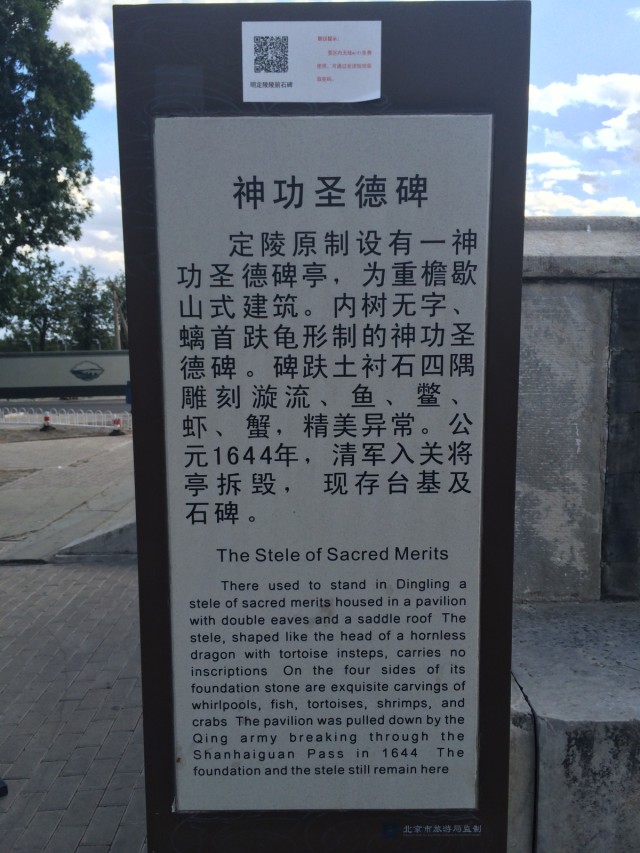 明定陵陵前石碑
神功圣德碑
定陵原制设有一神
功圣德碑亭，为重檐歇
山式建筑。内树无字、
螭首趺龟形制的神功圣
德碑。碑趺土衬石四隅
雕刻漩流、鱼、鳖、
虾、蟹，精美异常。公
元1644年，清军入关将
亭拆毁，现存台基及
石碑。
The Stele of Sacred Merits
There used to stand in Dingling a
stele of sacred merits housed in a pavilion
with double eaves and a saddle roof The
stele, shaped like the head of a hornless
dragon with tortoise insteps, carries no
inscriptions On the four sides of its
foundation stone are exquisite carvings of
whirlpools, fish, tortoises, shrimps, and
crabs The pavilion was pulled down by the
Qing army breaking through the
Shanhaiguan Pass in 1644 The
foundation and the stele still remain here
北京市旅游局监制